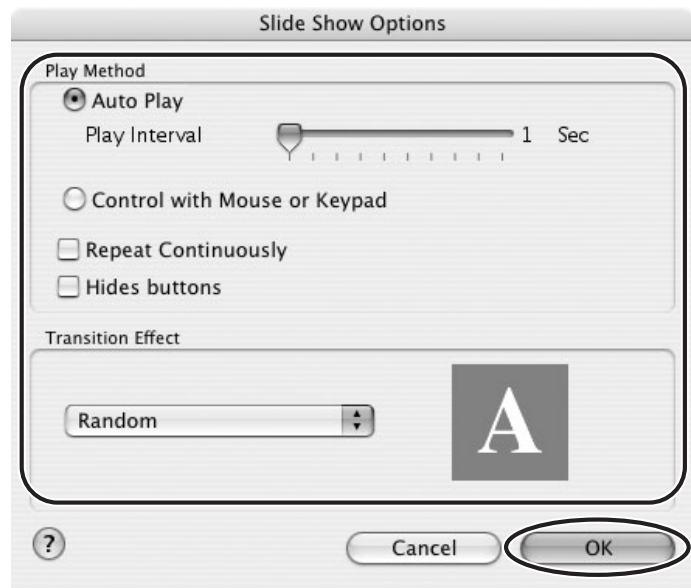 Slide Show Options
Play Method
Auto Play
Play Interval 1 Sec
Control with Mouse or Keypad
Repeat Continuously
Hides buttons
Transition Effect
Random
A
? Cancel OK